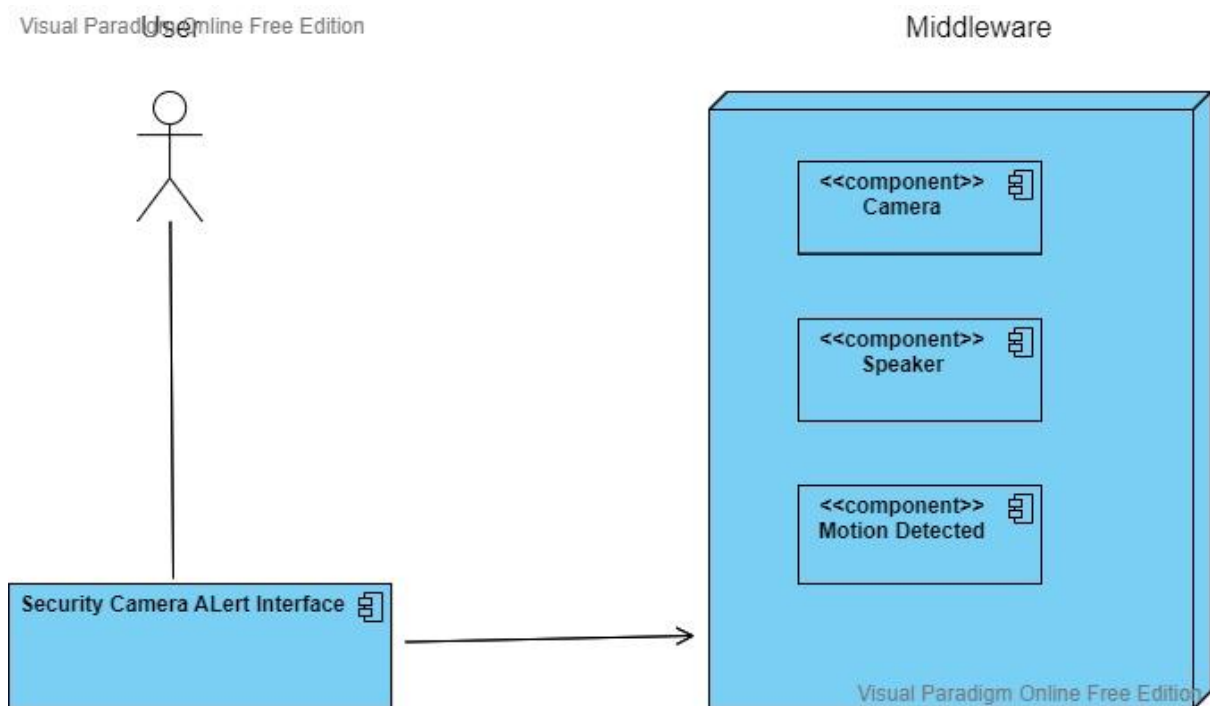 Visual Paradigm Online Free Edition
User
Middleware
<<component>>
Camera
<<component>>
Speaker
<<component>>
Motion Detected
Security Camera ALert Interface
Visual Paradigm Online Free Edition